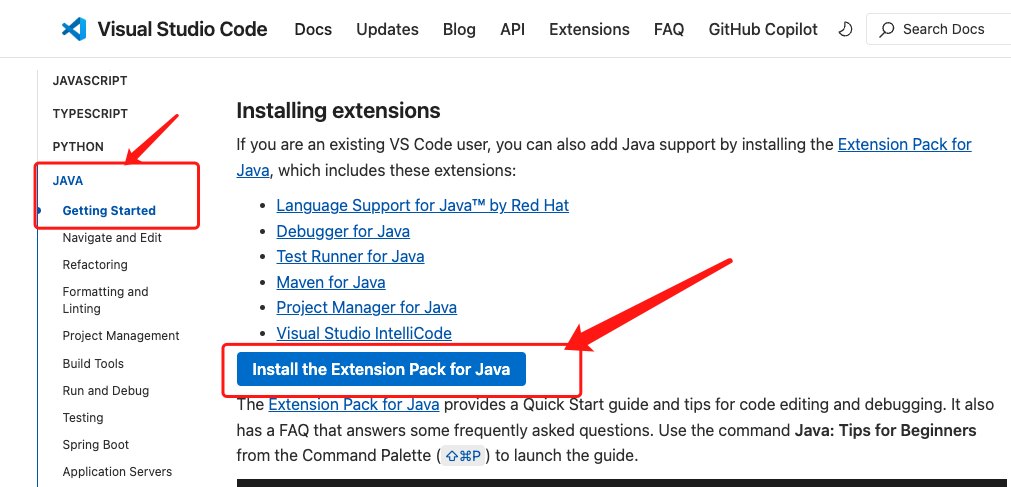 Visual Studio Code Docs Updates Blog API Extensions FAQ GitHub Copilot Search Docs
JAVASCRIPT
TYPESCRIPT
PYTHON
JAVA
Getting Started
Navigate and Edit
Refactoring
Formatting and
Linting
Project Management
Build Tools
Run and Debug
Testing
Spring Boot
Application Servers
Installing extensions
If you are an existing VS Code user, you can also add Java support by installing the Extension Pack for
Java, which includes these extensions:
• Language Support for Java™ by Red Hat
• Debugger for Java
• Test Runner for Java
• Maven for Java
• Project Manager for Java
• Visual Studio IntelliCode
Install the Extension Pack for Java
The Extension Pack for Java provides a Quick Start guide and tips for code editing and debugging. It also
has a FAQ that answers some frequently asked questions. Use the command Java: Tips for Beginners
from the Command Palette (⇧⌘P) to launch the guide.